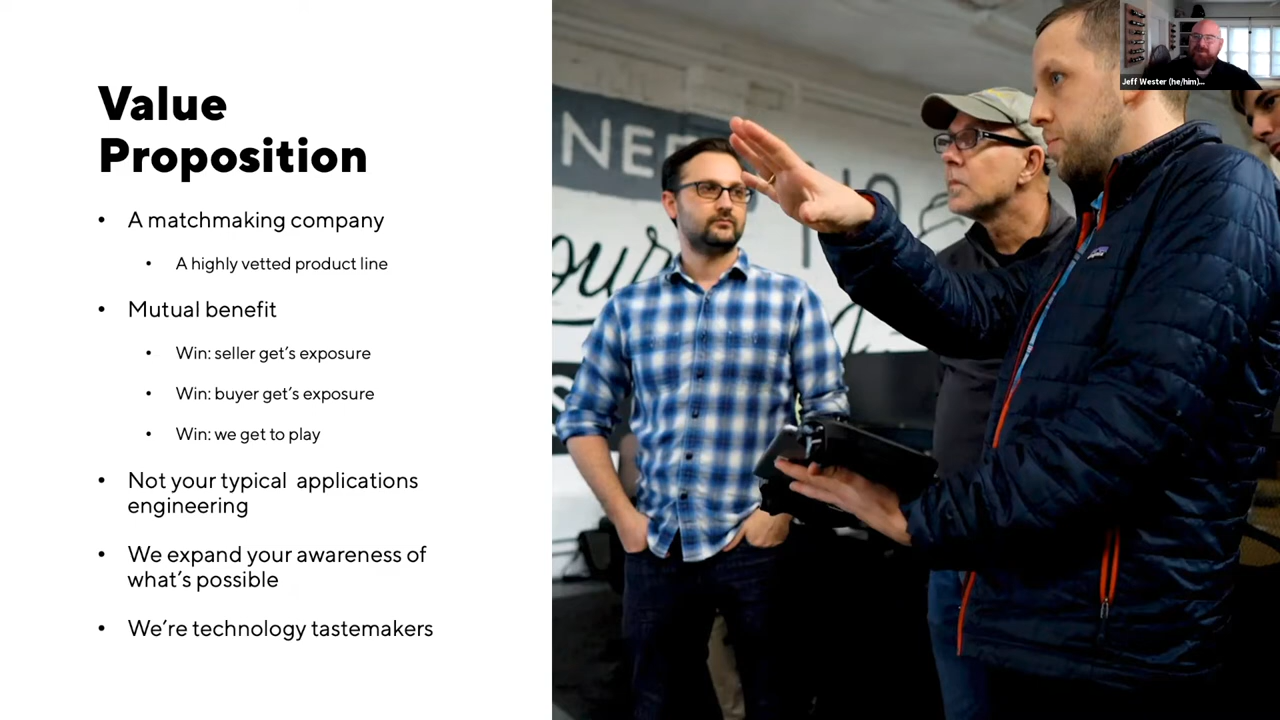 Value
Proposition
• A matchmaking company
• A highly vetted product line
• Mutual benefit
• Win: seller get’s exposure
• Win: buyer get’s exposure
• Win: we get to play
• Not your typical applications
engineering
• We expand your awareness of
what’s possible
• We’re technology tastemakers
Jeff Wester (he/him)...
patagonia